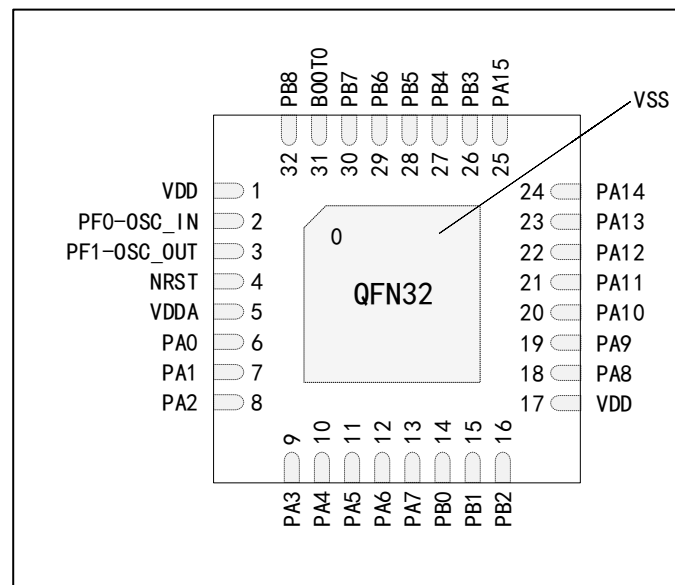 PB8
BOOT0
PB7
PB6
PB5
PB4
PB3
PA15
VSS
32
31
30
29
28
27
26
25
VDD 1
PF0-OSC_IN 2
PF1-OSC_OUT 3
NRST 4
VDDA 5
PA0 6
PA1 7
PA2 8
0
QFN32
24 PA14
23 PA13
22 PA12
21 PA11
20 PA10
19 PA9
18 PA8
17 VDD
9
10
11
12
13
14
15
16
PA3
PA4
PA5
PA6
PA7
PB0
PB1
PB2